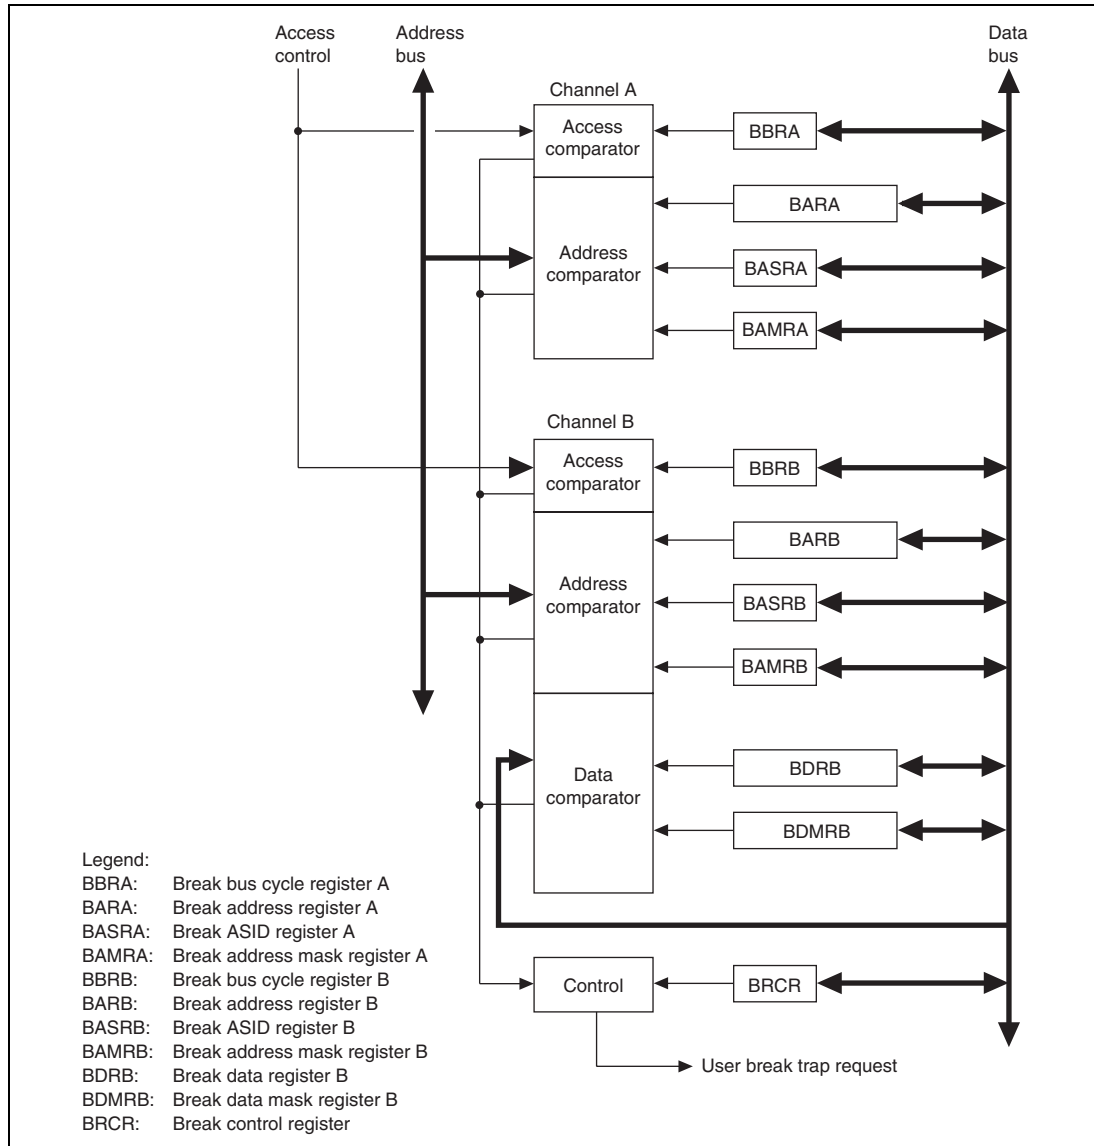 Access
control
Address
bus
Data
bus
Channel A
Access
comparator
BBRA
BARA
Address
comparator
BASRA
BAMRA
Channel B
Access
comparator
BBRB
BARB
Address
comparator
BASRB
BAMRB
Data
comparator
BDRB
BDMRB
Control
BRCR
User break trap request
Legend:
BBRA: Break bus cycle register A
BARA: Break address register A
BASRA: Break ASID register A
BAMRA: Break address mask register A
BBRB: Break bus cycle register B
BARB: Break address register B
BASRB: Break ASID register B
BAMRB: Break address mask register B
BDRB: Break data register B
BDMRB: Break data mask register B
BRCR: Break control register